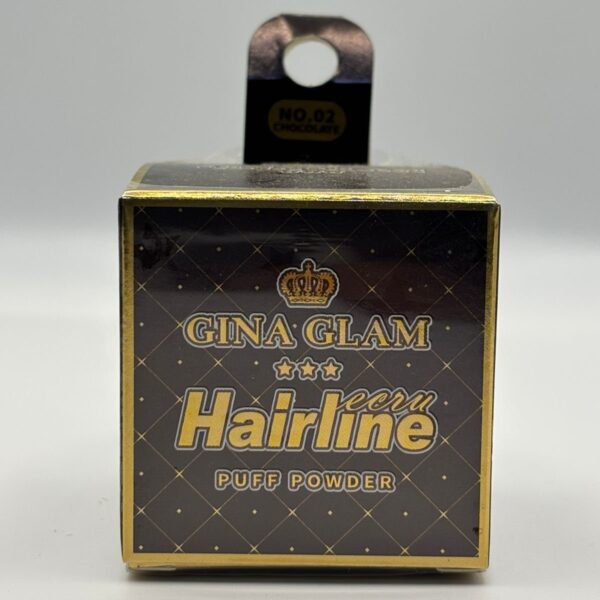 NO.02
CHOCOLATE
GINA GLAM
ecru
Hairline
PUFF POWDER